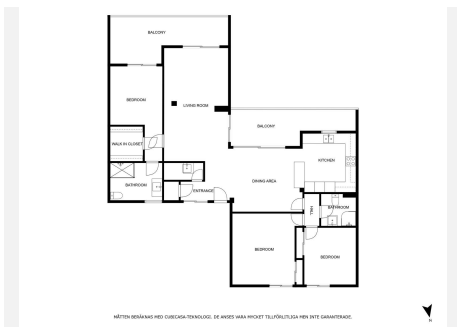 BALCONY
BEDROOM
LIVING ROOM
BALCONY
WALK IN CLOSET
KITCHEN
BATHROOM
ENTRANCE
DINING AREA
HALL
BATHROOM
BEDROOM
BEDROOM
MÅTTEN BERÄKNAS MED CUBICASA-TEKNOLOGI. DE ANSES VARA MYCKET TILLFÖRLITLIGA MEN INTE GARANTERADE.
N